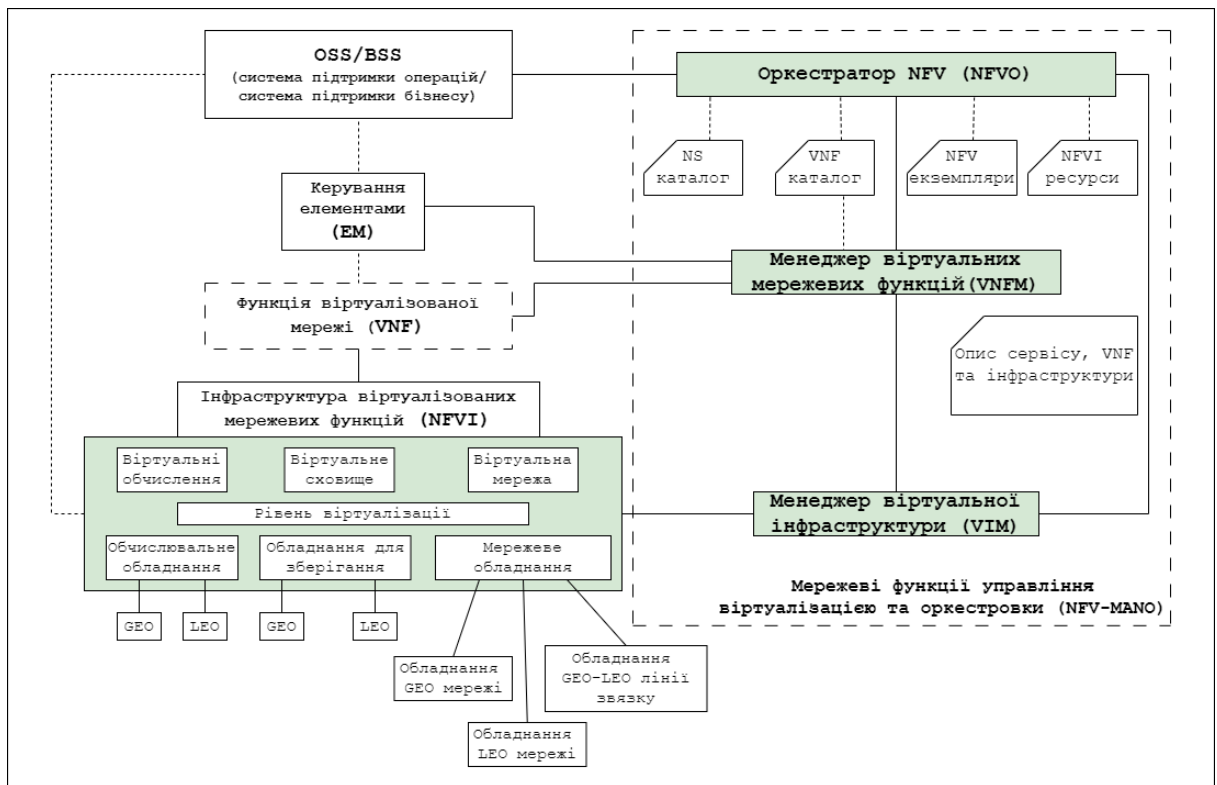 OSS/BSS
(система підтримки операцій/
система підтримки бізнесу)
Оркестратор NFV (NFVO)
NS
каталог
VNF
каталог
NFV
екземпляри
NFVI
ресурси
Керування
елементами
(EM)
Менеджер віртуальних
мережевих функцій(VNFM)
Функція віртуалізованої
мережі (VNF)
Опис сервісу, VNF
та інфраструктури
Інфраструктура віртуалізованих
мережевих функцій (NFVI)
Віртуальні
обчислення
Віртуальне
сховище
Віртуальна
мережа
Рівень віртуалізації
Менеджер віртуальної
інфраструктури (VIM)
Обчислювальне
обладнання
Обладнання для
зберігання
Мережеве
обладнання
Мережеві функції управління
віртуалізацією та оркестровки (NFV-MANO)
GEO
LEO
GEO
LEO
Обладнання
GEO мережі
Обладнання
GEO-LEO лінії
звязку
Обладнання
LEO мережі